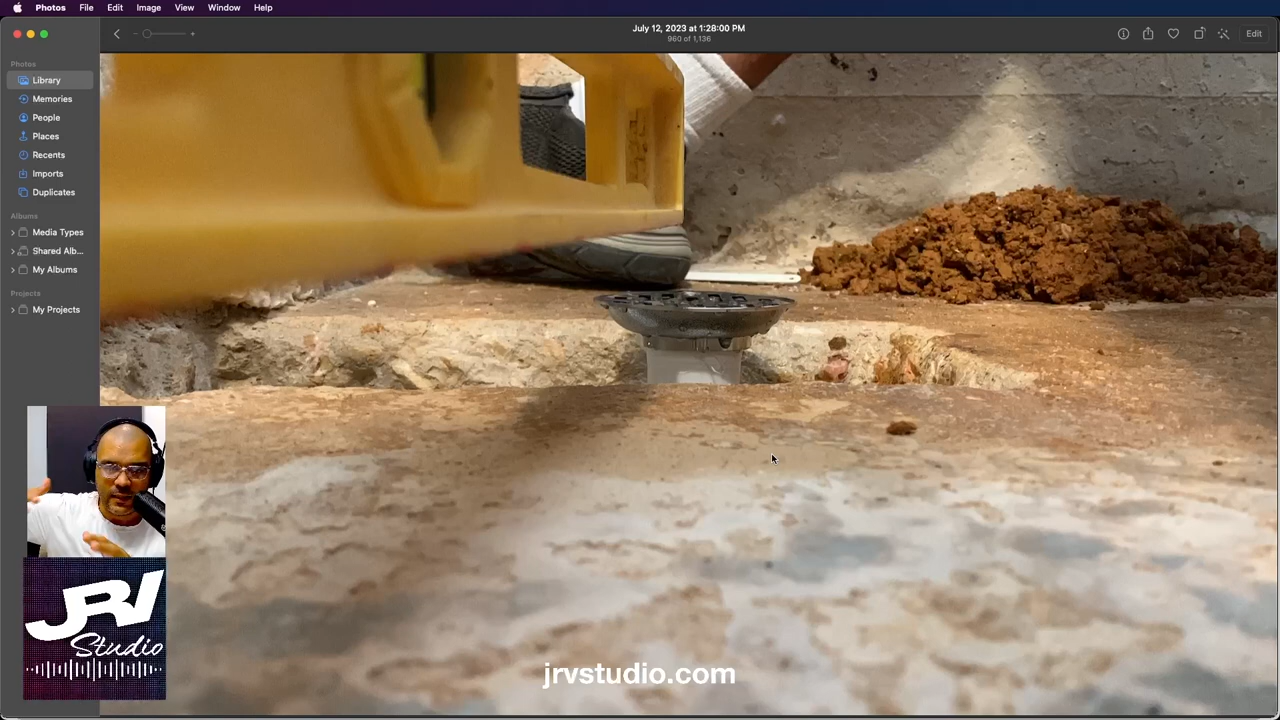 Photos File Edit Image View Window Help
July 12, 2023 at 1:28:00 PM
960 of 1,136
Edit
Photos
Library
Memories
People
Places
Recents
Imports
Duplicates
Albums
Media Types
Shared Alb...
My Albums
Projects
My Projects
JRV
Studio
jrvstudio.com